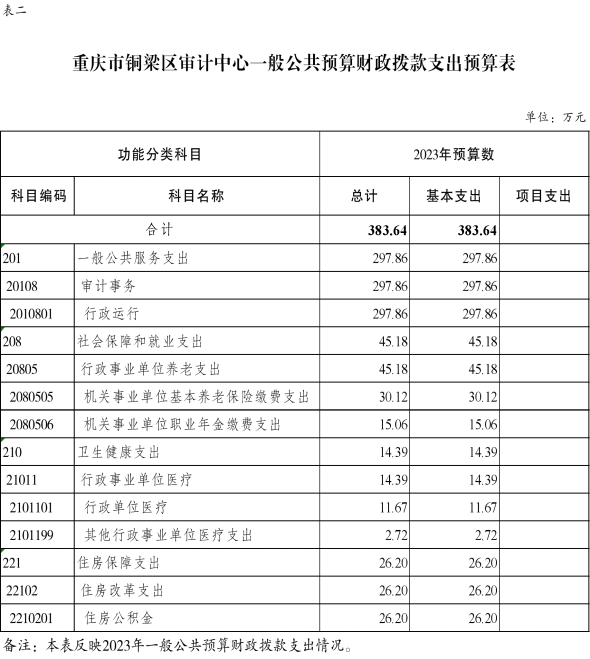 表二
重庆市铜梁区审计中心一般公共预算财政拨款支出预算表
单位：万元
功能分类科目 2023年预算数
科目编码 科目名称 总计 基本支出 项目支出
合计 383.64 383.64
201 一般公共服务支出 297.86 297.86
20108 审计事务 297.86 297.86
2010801 行政运行 297.86 297.86
208 社会保障和就业支出 45.18 45.18
20805 行政事业单位养老支出 45.18 45.18
2080505 机关事业单位基本养老保险缴费支出 30.12 30.12
2080506 机关事业单位职业年金缴费支出 15.06 15.06
210 卫生健康支出 14.39 14.39
21011 行政事业单位医疗 14.39 14.39
2101101 行政单位医疗 11.67 11.67
2101199 其他行政事业单位医疗支出 2.72 2.72
221 住房保障支出 26.20 26.20
22102 住房改革支出 26.20 26.20
2210201 住房公积金 26.20 26.20
备注：本表反映2023年一般公共预算财政拨款支出情况。